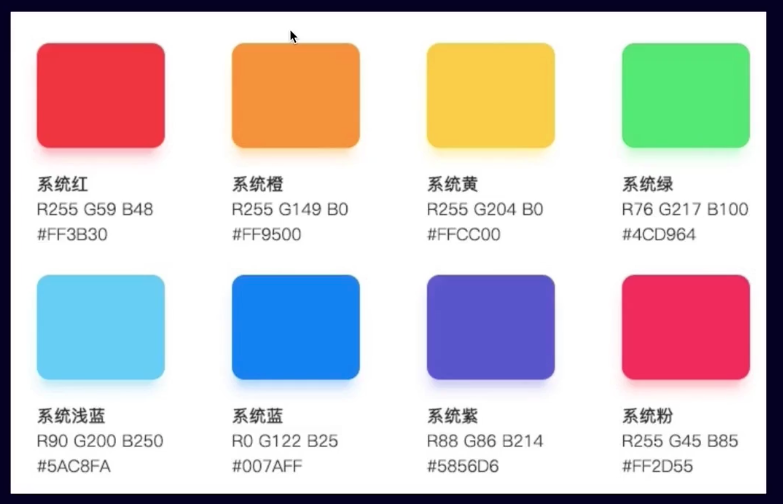 系统红
R255 G59 B48
#FF3B30
系统橙
R255 G149 B0
#FF9500
系统黄
R255 G204 B0
#FFCC00
系统绿
R76 G217 B100
#4CD964
系统浅蓝
R90 G200 B250
#5AC8FA
系统蓝
R0 G122 B25
#007AFF
系统紫
R88 G86 B214
#5856D6
系统粉
R255 G45 B85
#FF2D55